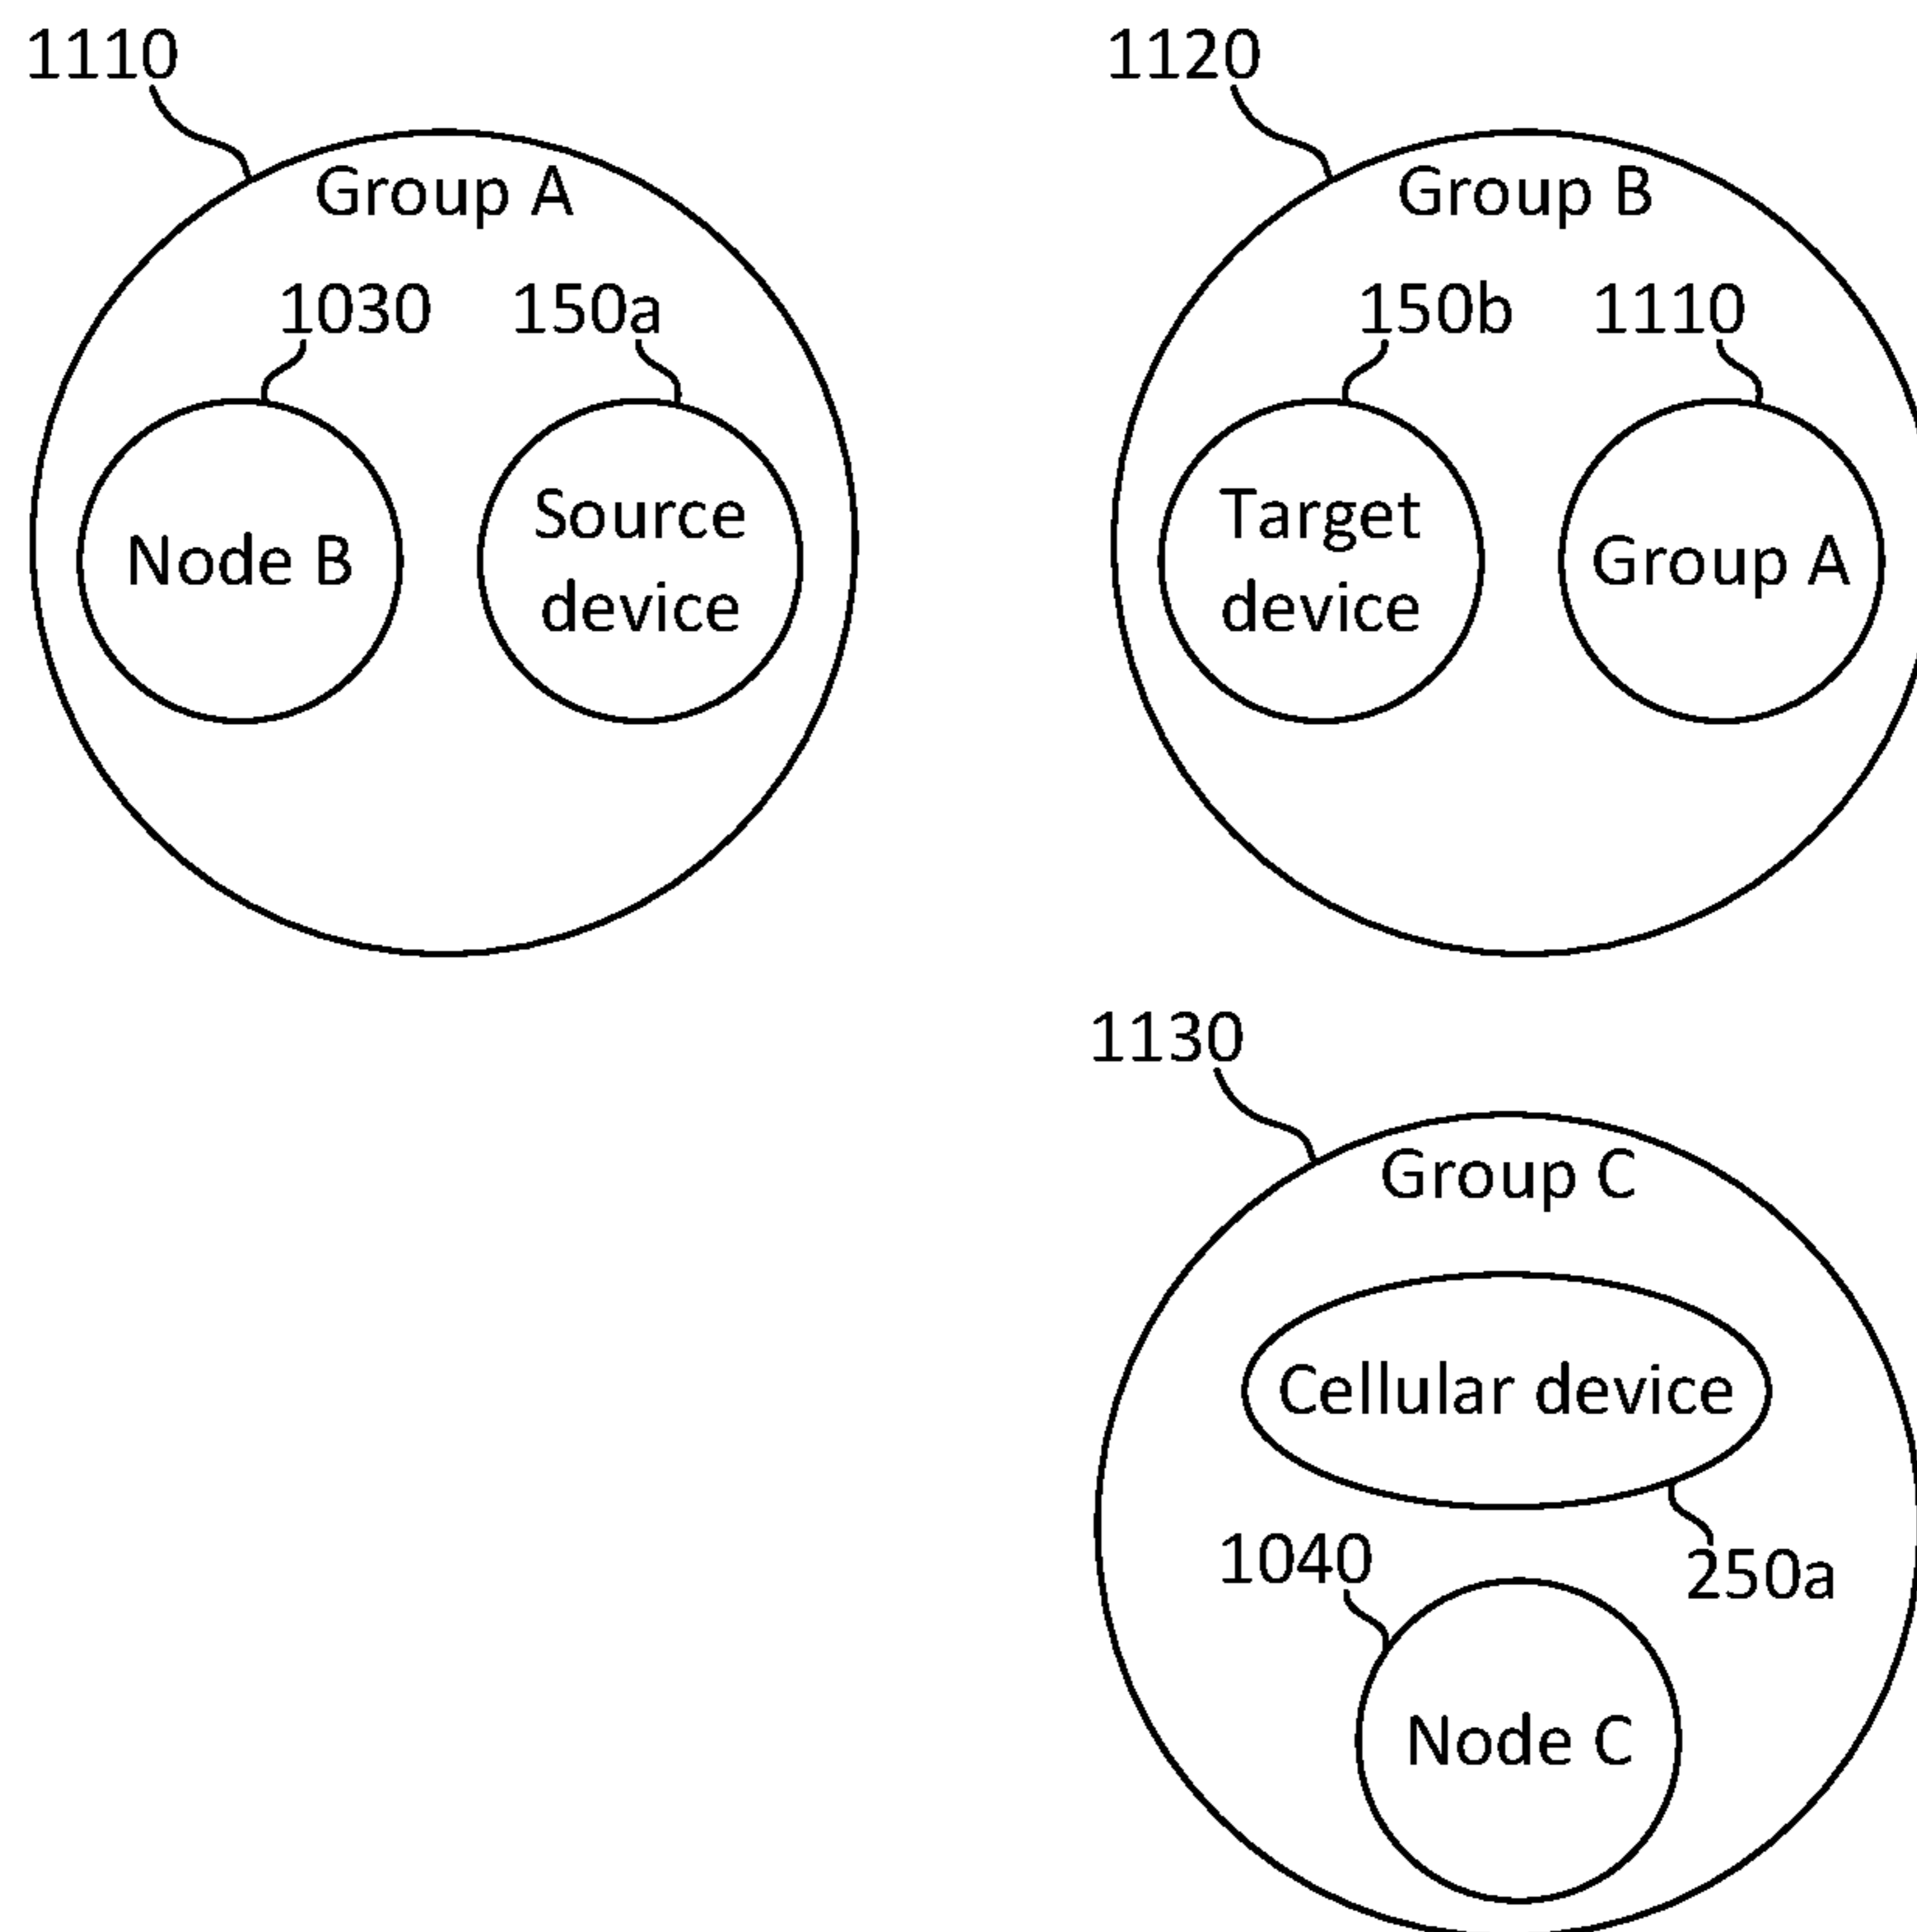 1110
Group A
1030
150a
Node B
Source
device
1120
Group B
150b
1110
Target
device
Group A
1130
Group C
Cellular device
250a
1040
Node C